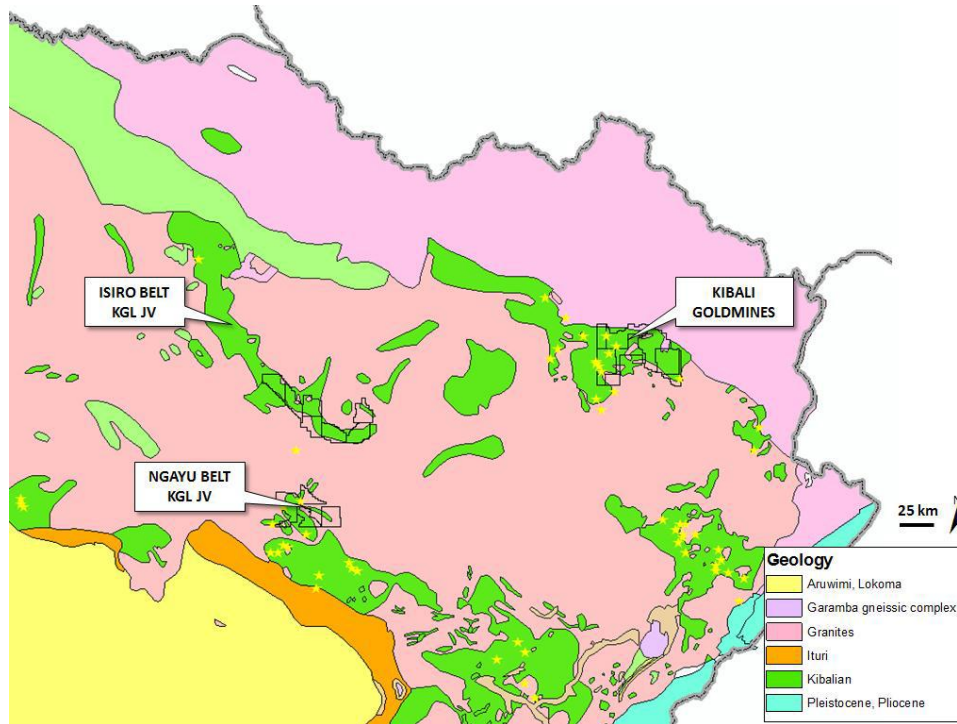 ISIRO BELT
KGL JV
KIBALI
GOLDMINES
NGAYU BELT
KGL JV
25 km
Geology
Aruwimi, Lokoma
Garamba gneissic complex
Granites
Ituri
Kibalian
Pleistocene, Pliocene